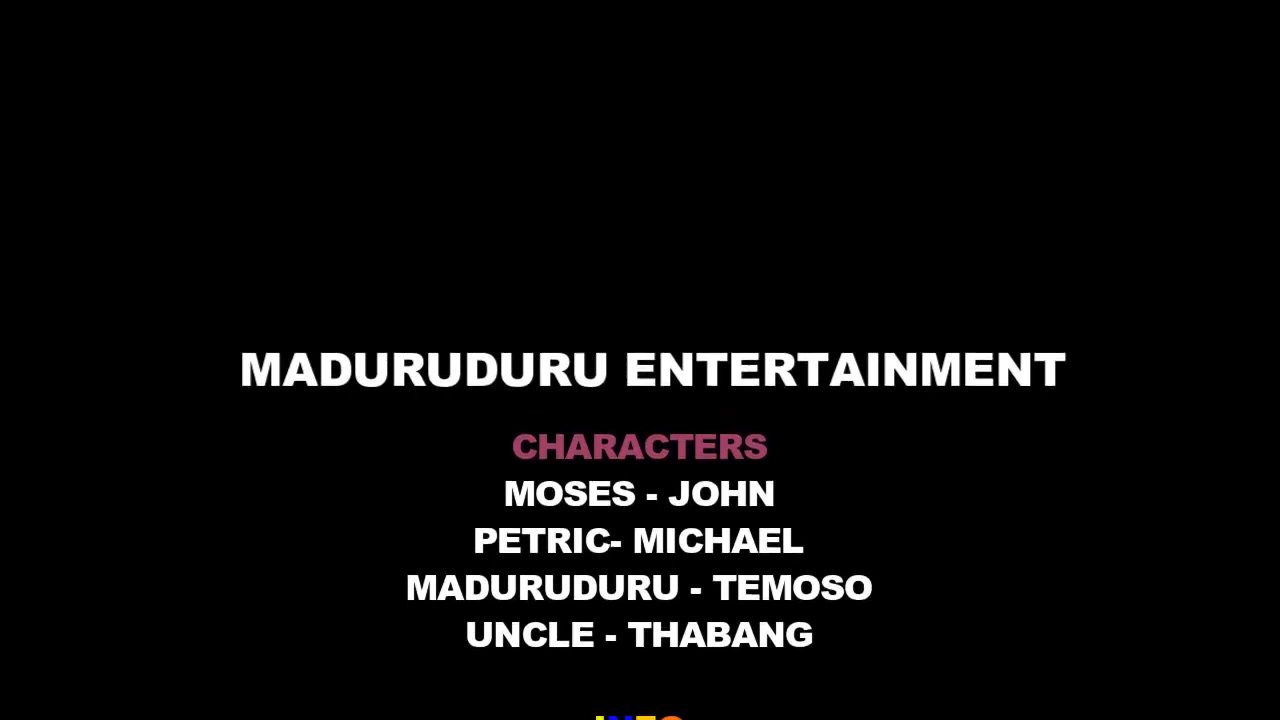 MADURUDURU ENTERTAINMENT
CHARACTERS
MOSES - JOHN
PETRIC- MICHAEL
MADURUDURU - TEMOSO
UNCLE - THABANG